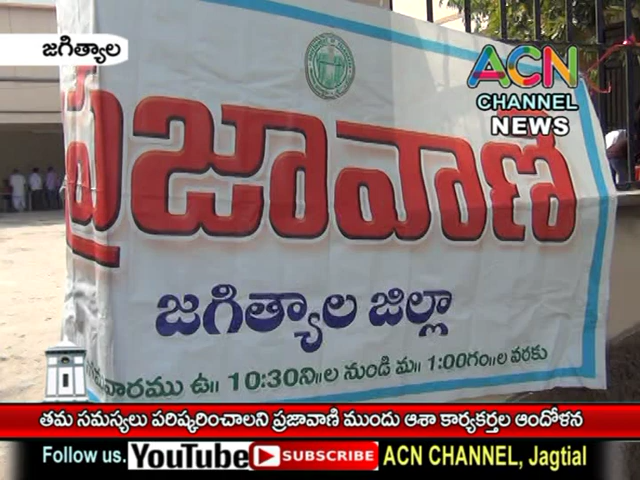 జగిత్యాల
ACN
CHANNEL
NEWS
ప్రజావాణి
జగిత్యాల జిల్లా
ఉ॥ 10:30ని॥ల నుండి మ॥ 1:00గం॥ల వరకు
తమ సమస్యలు పరిష్కరించాలని ప్రజావాణి ముందు ఆశా కార్యకర్తల ఆందోళన
Follow us. YouTube SUBSCRIBE ACN CHANNEL, Jagtial